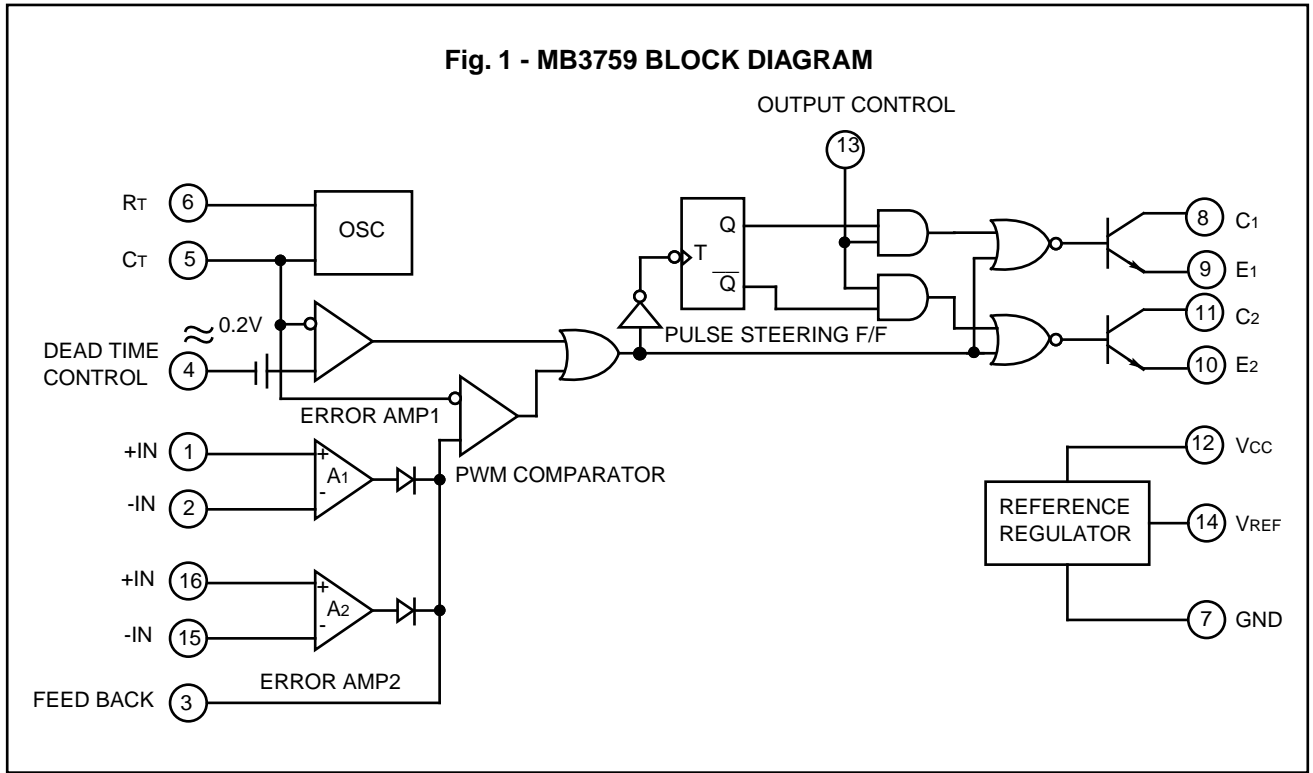 Fig. 1 - MB3759 BLOCK DIAGRAM
OUTPUT CONTROL
13
RT 6
OSC
CT 5
≈ 0.2V
DEAD TIME
CONTROL
4
Q
T
Q
PULSE STEERING F/F
8 C1
9 E1
11 C2
10 E2
ERROR AMP1
PWM COMPARATOR
+IN 1
+
A1
-
-IN 2
+IN 16
+
A2
-
-IN 15
ERROR AMP2
FEED BACK 3
12 VCC
REFERENCE
REGULATOR
14 VREF
7 GND